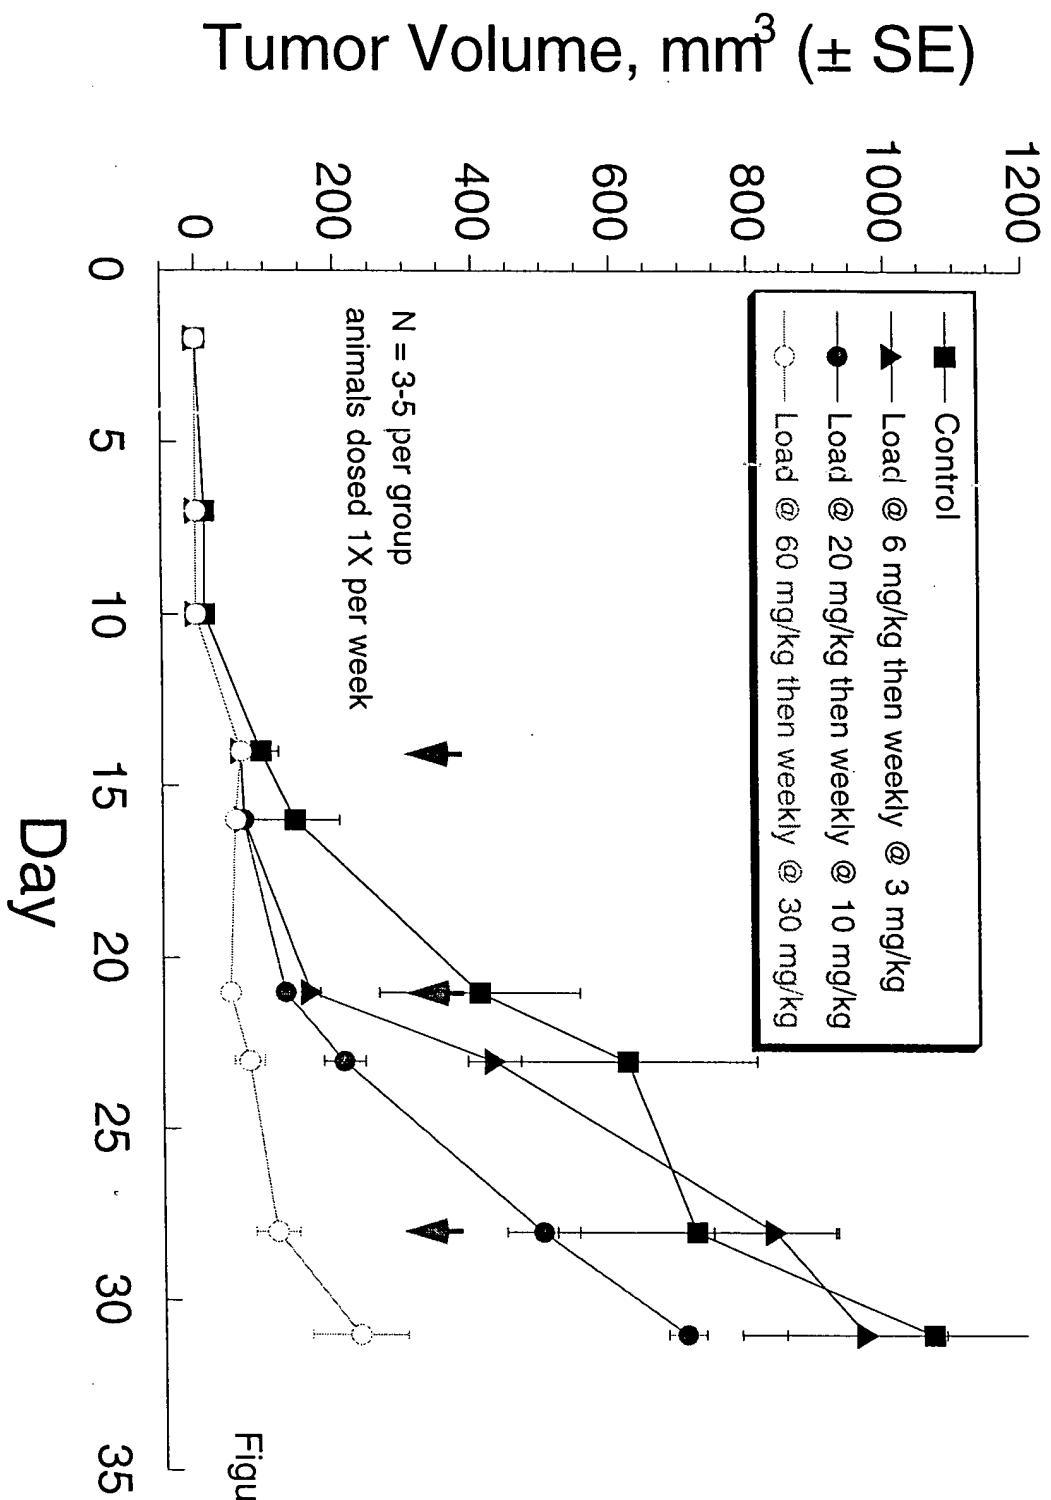 Tumor Volume, mm³ (± SE)
1200
1000
800
600
400
200
0
Control
Load @ 6 mg/kg then weekly @ 3 mg/kg
Load @ 20 mg/kg then weekly @ 10 mg/kg
Load @ 60 mg/kg then weekly @ 30 mg/kg
N = 3-5 per group
animals dosed 1X per week
0 5 10 15 20 25 30 35
Day
Figu